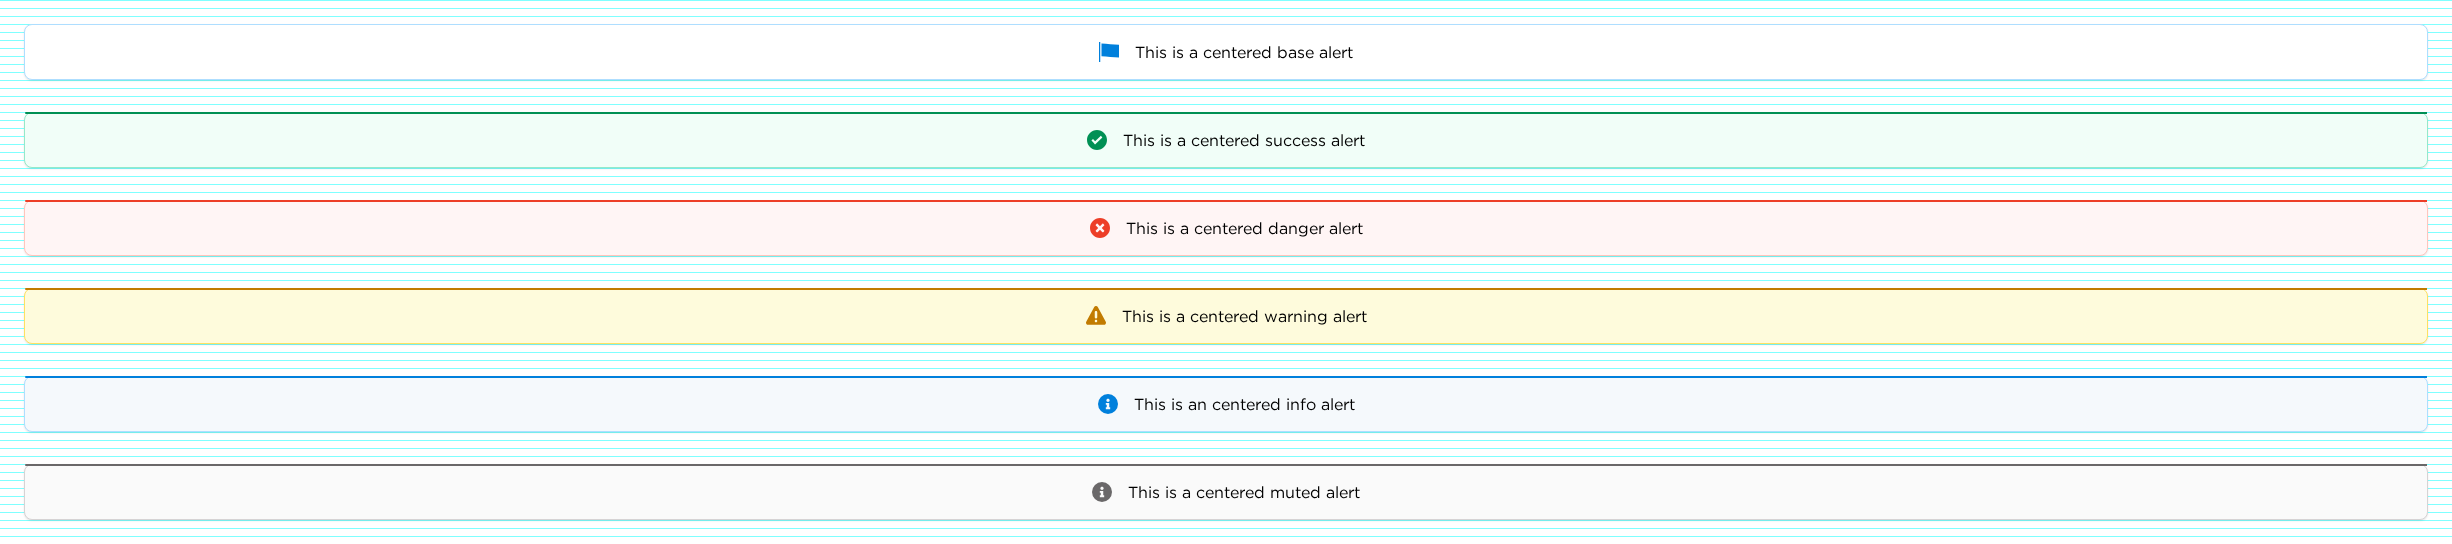 This is a centered base alert
This is a centered success alert
This is a centered danger alert
This is a centered warning alert
This is an centered info alert
This is a centered muted alert